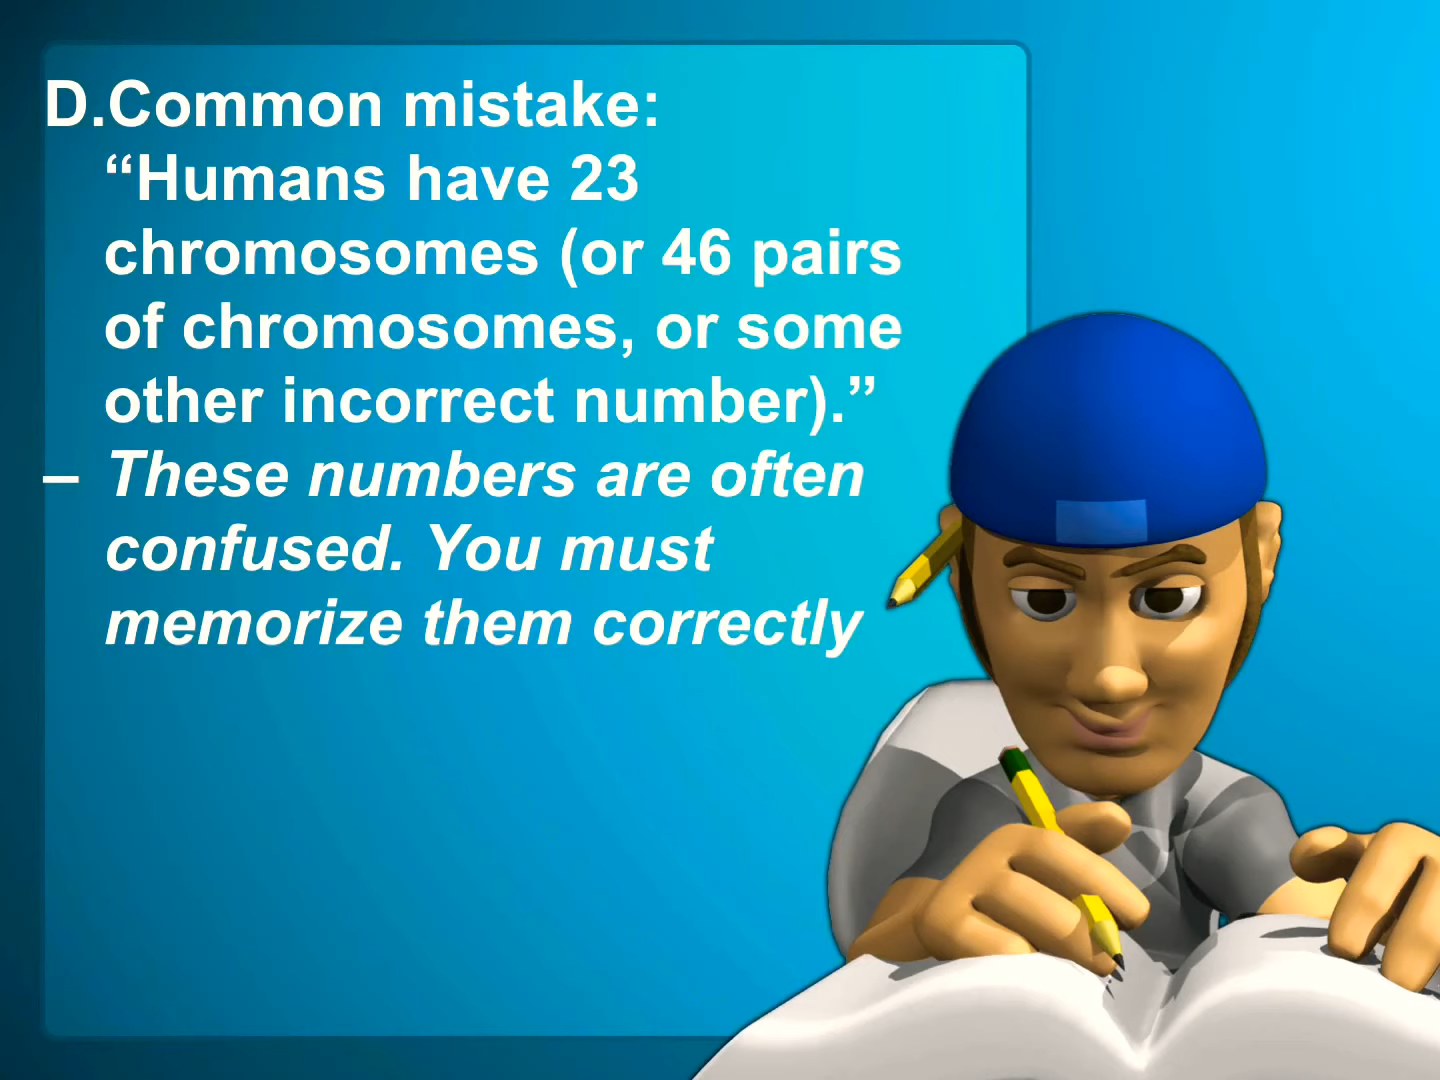 D.Common mistake:
“Humans have 23
chromosomes (or 46 pairs
of chromosomes, or some
other incorrect number).”
– These numbers are often
confused. You must
memorize them correctly